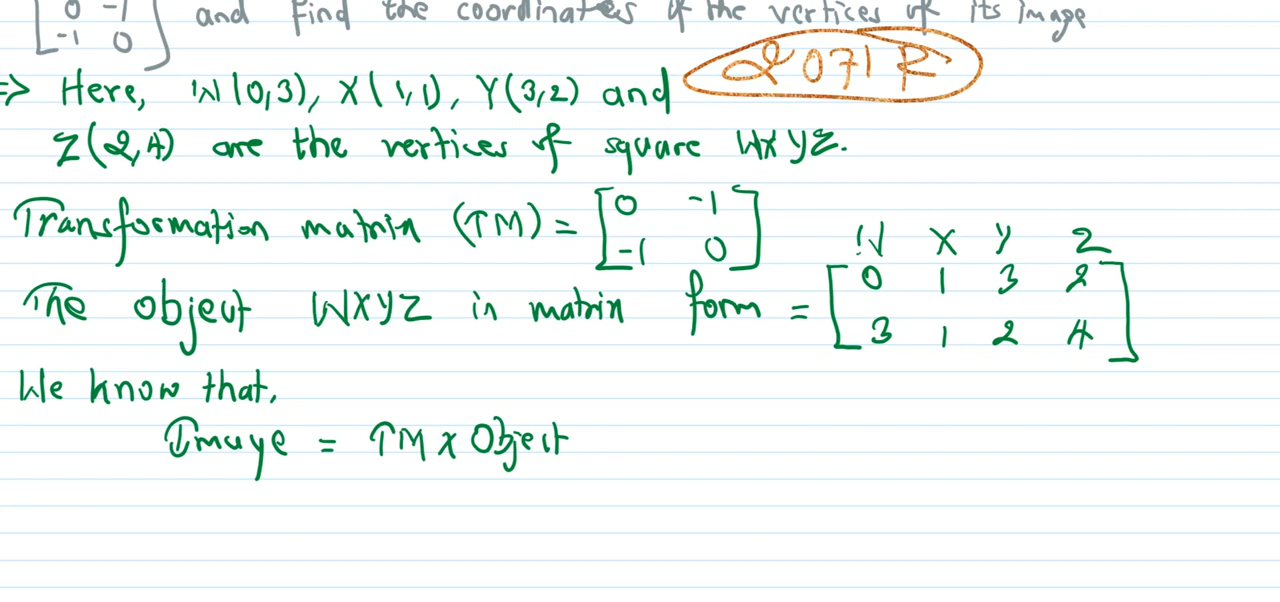 [0 -1
-1 0] and find the coordinates of the vertices of its image
2071 R
=> Here, W(0,3), X(1,1), Y(3,2) and
Z(2,4) are the vertices of square WXYZ.
Transformation matrix (TM) = [0 -1
-1 0]
W X Y Z
The object WXYZ in matrix form = [0 1 3 2
3 1 2 4]
We know that,
Image = TM x Object